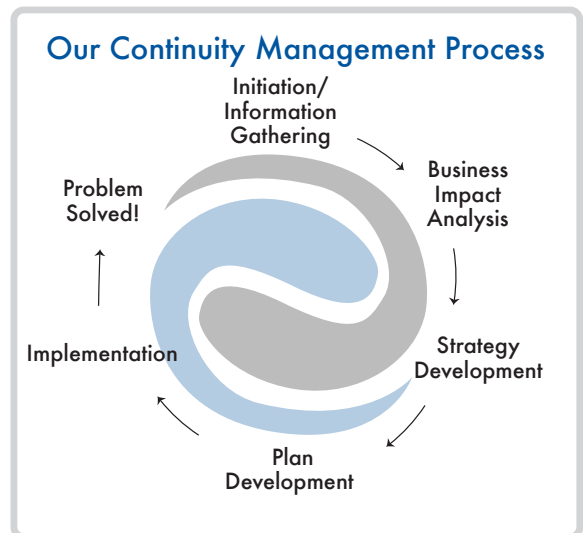 Our Continuity Management Process
Initiation/
Information
Gathering
Business
Impact
Analysis
Strategy
Development
Plan
Development
Implementation
Problem
Solved!